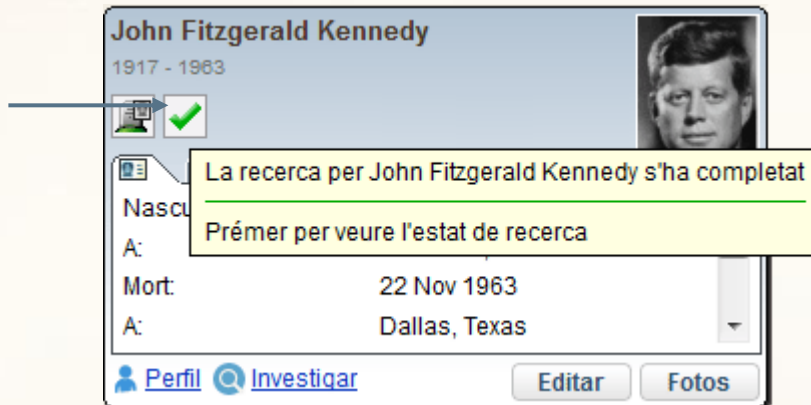 John Fitzgerald Kennedy
1917 - 1963
La recerca per John Fitzgerald Kennedy s'ha completat
Prémer per veure l'estat de recerca
A:
Mort: 22 Nov 1963
A: Dallas, Texas
Perfil Investigar Editar Fotos